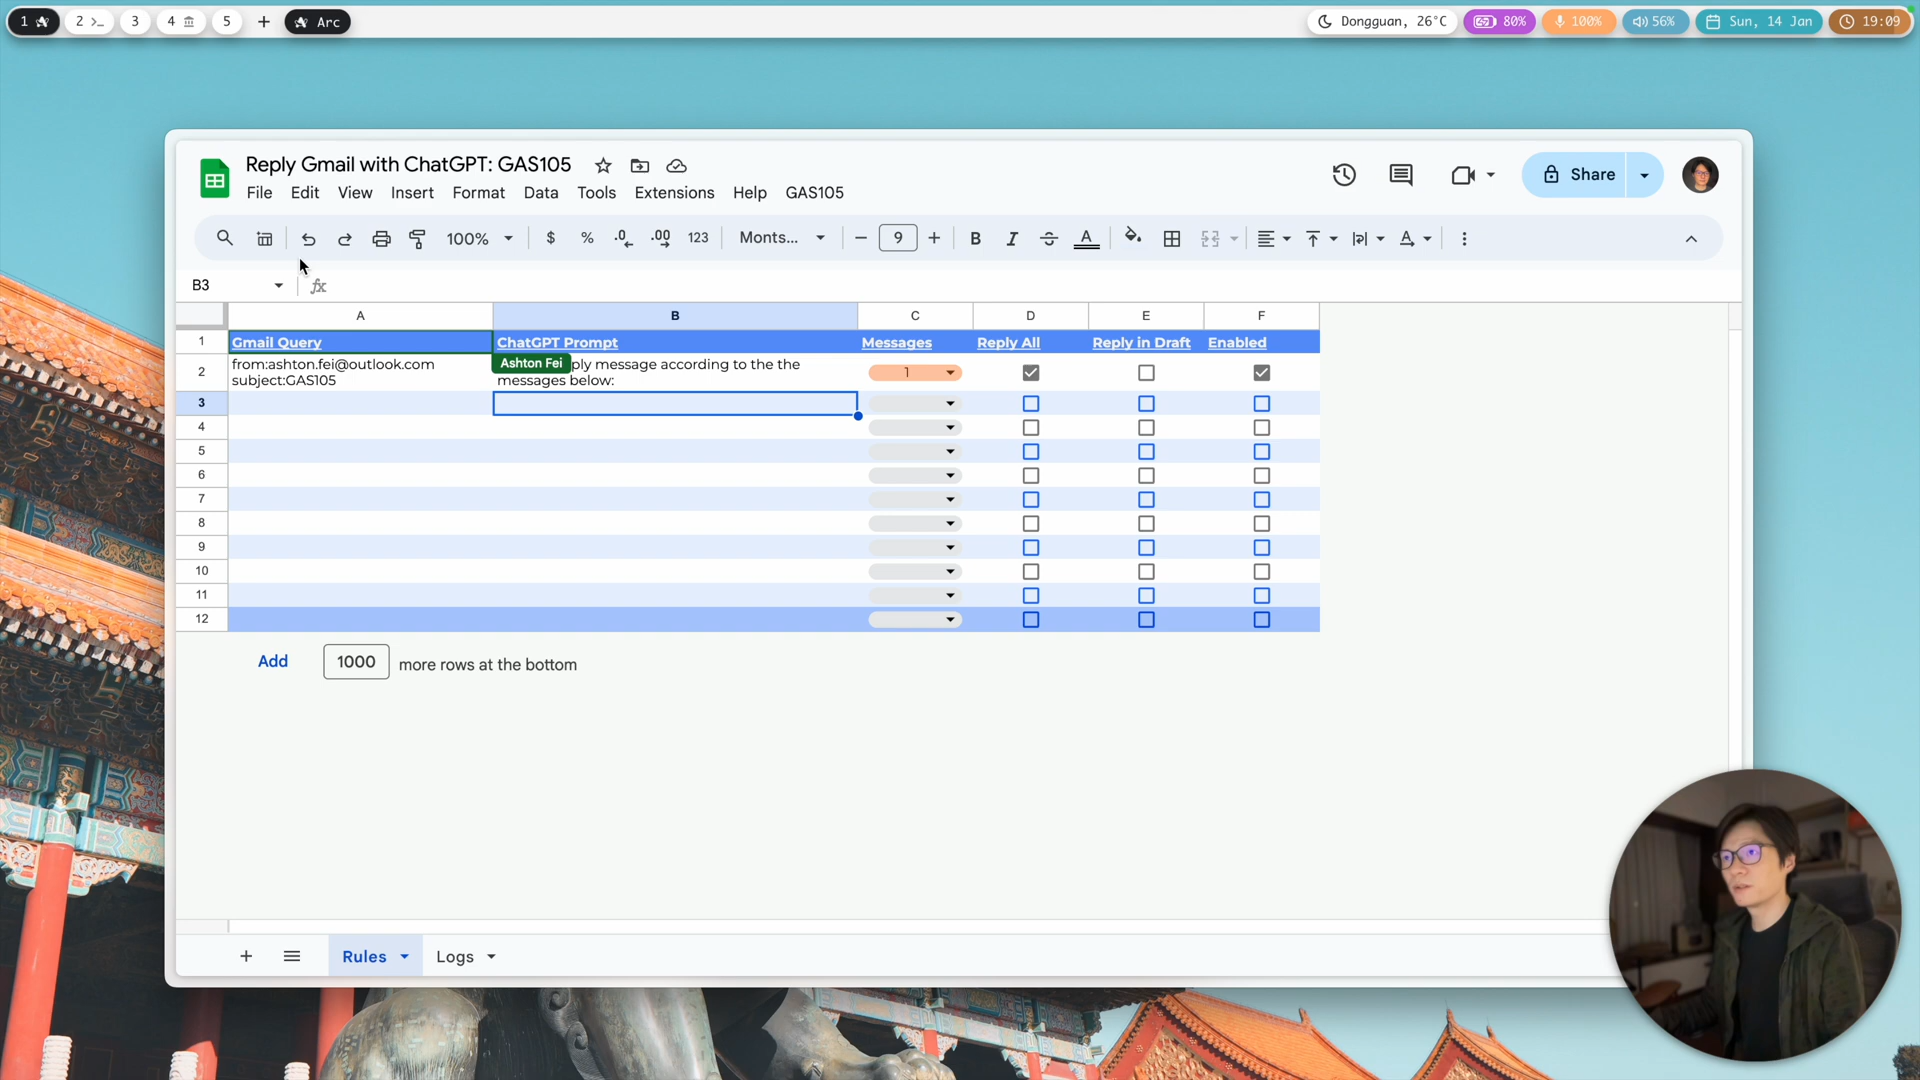 1 2 3 4 5 + Arc Dongguan, 26°C 80% 100% 56% Sun, 14 Jan 19:09
Reply Gmail with ChatGPT: GAS105
File Edit View Insert Format Data Tools Extensions Help GAS105
Share
100% $ % .0 .00 123 Monts... 9 B I S A
B3 fx
A B C D E F
1 Gmail Query ChatGPT Prompt Messages Reply All Reply in Draft Enabled
Ashton Fei
2 from:ashton.fei@outlook.com ply message according to the the 1
subject:GAS105 messages below:
3
4
5
6
7
8
9
10
11
12
Add 1000 more rows at the bottom
+ Rules Logs